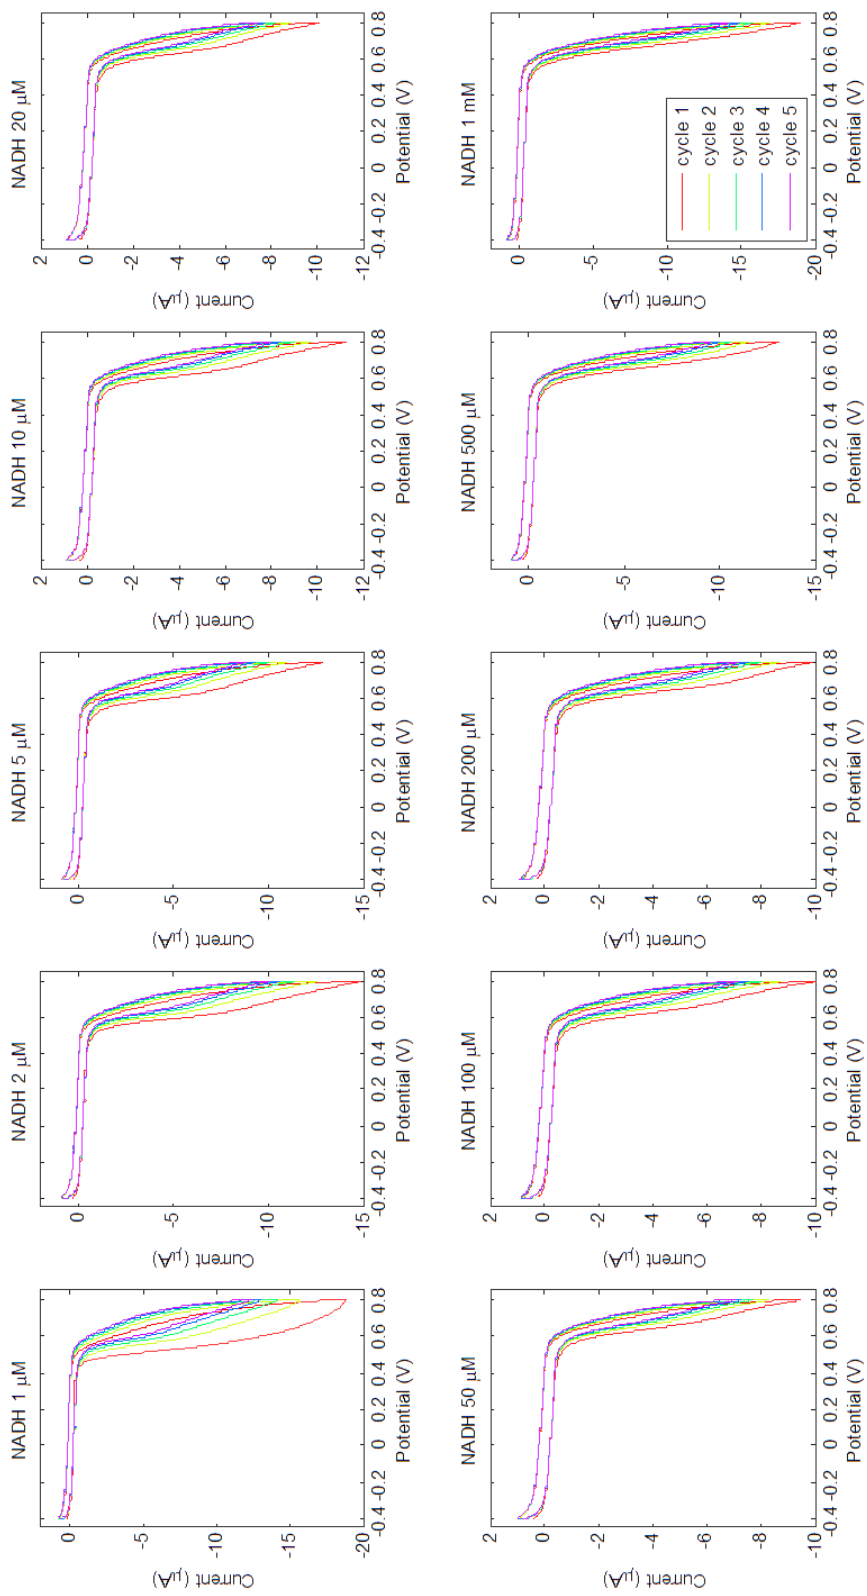 NADH 1 μM
Current (μA)
0
-5
-10
-15
-20
-0.4 -0.2 0 0.2 0.4 0.6 0.8
Potential (V)
NADH 2 μM
Current (μA)
0
-5
-10
-15
-0.4 -0.2 0 0.2 0.4 0.6 0.8
Potential (V)
NADH 5 μM
Current (μA)
0
-5
-10
-15
-0.4 -0.2 0 0.2 0.4 0.6 0.8
Potential (V)
NADH 10 μM
Current (μA)
2
0
-2
-4
-6
-8
-10
-12
-0.4 -0.2 0 0.2 0.4 0.6 0.8
Potential (V)
NADH 20 μM
Current (μA)
2
0
-2
-4
-6
-8
-10
-12
-0.4 -0.2 0 0.2 0.4 0.6 0.8
Potential (V)
NADH 50 μM
Current (μA)
2
0
-2
-4
-6
-8
-10
-0.4 -0.2 0 0.2 0.4 0.6 0.8
Potential (V)
NADH 100 μM
Current (μA)
2
0
-2
-4
-6
-8
-10
-0.4 -0.2 0 0.2 0.4 0.6 0.8
Potential (V)
NADH 200 μM
Current (μA)
2
0
-2
-4
-6
-8
-10
-0.4 -0.2 0 0.2 0.4 0.6 0.8
Potential (V)
NADH 500 μM
Current (μA)
0
-5
-10
-15
-0.4 -0.2 0 0.2 0.4 0.6 0.8
Potential (V)
NADH 1 mM
Current (μA)
0
-5
-10
-15
-20
cycle 1
cycle 2
cycle 3
cycle 4
cycle 5
-0.4 -0.2 0 0.2 0.4 0.6 0.8
Potential (V)